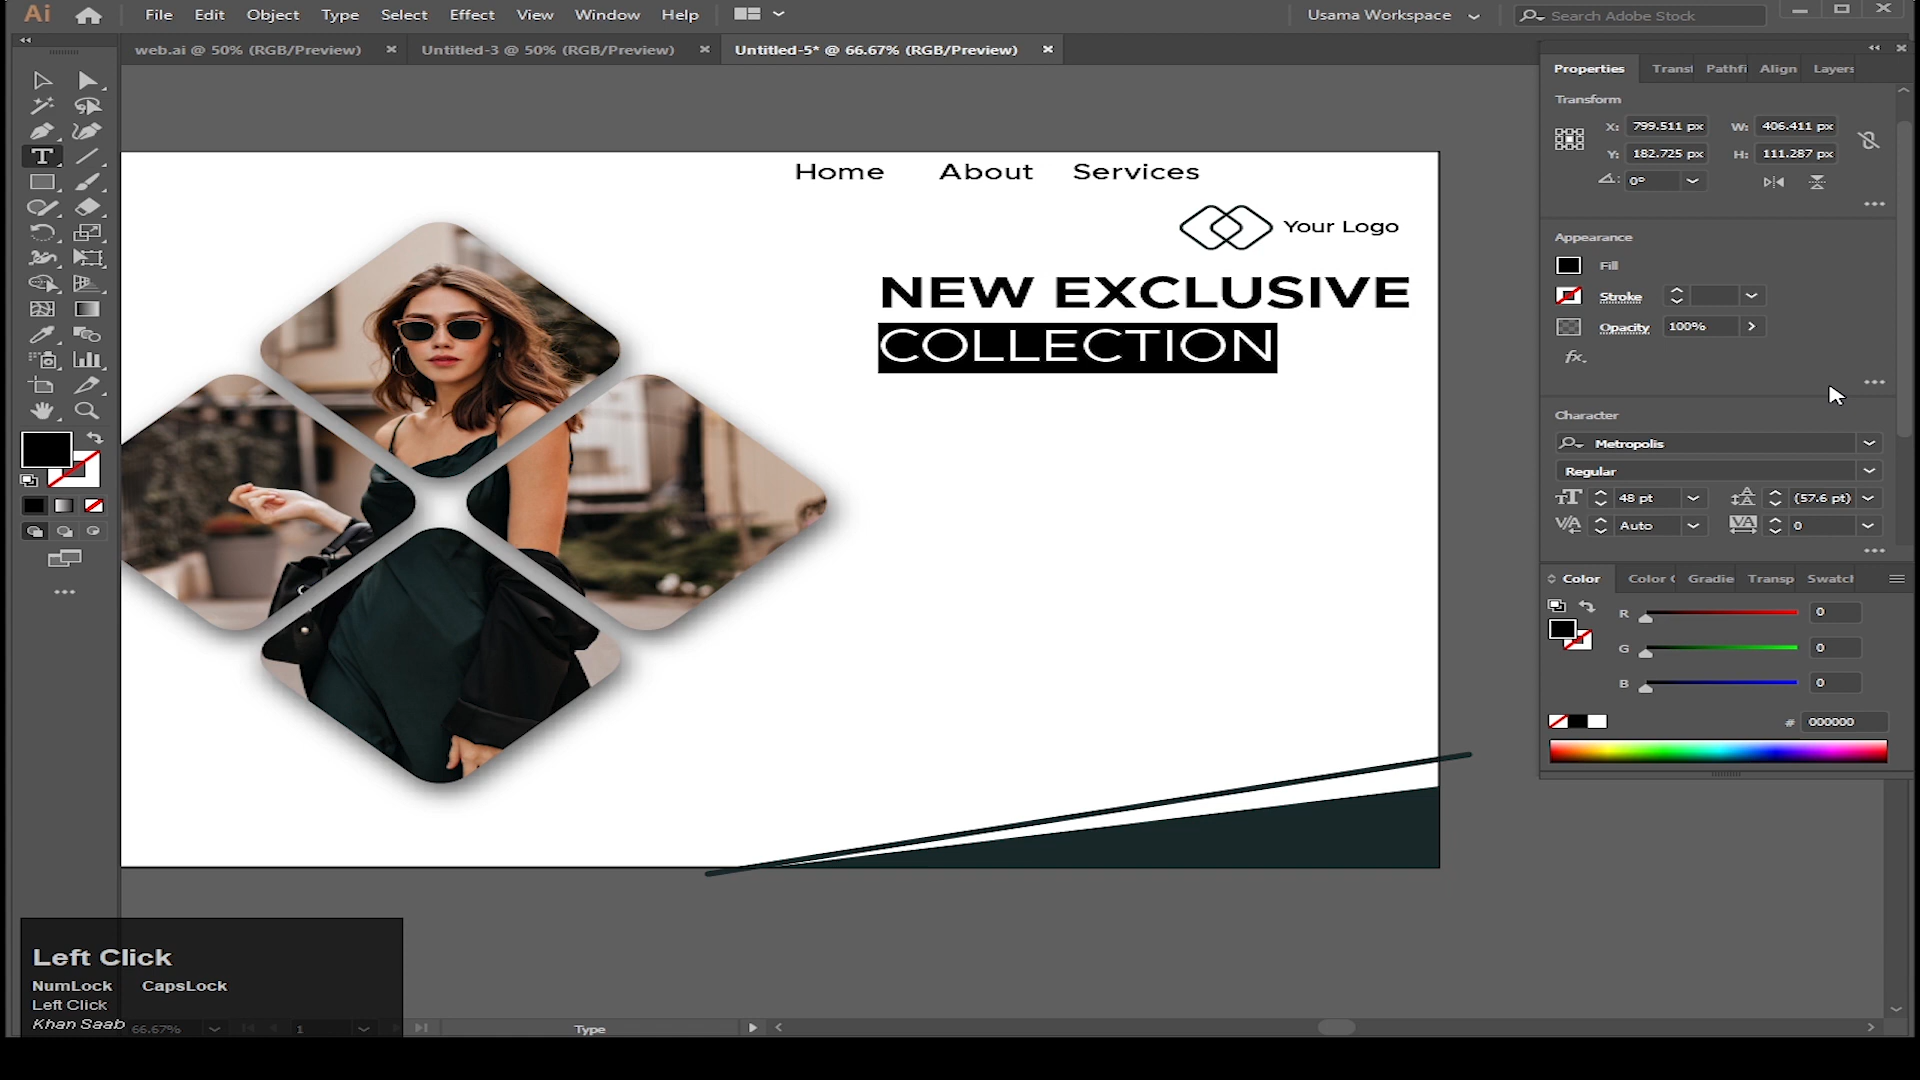 Ai File Edit Object Type Select Effect View Window Help Usama Workspace Search Adobe Stock
web.ai @ 50% (RGB/Preview) Untitled-3 @ 50% (RGB/Preview) Untitled-5* @ 66.67% (RGB/Preview)
Properties Transf Pathfi Align Layers
Transform
X: 799.511 px W: 406.411 px
Y: 182.725 px H: 111.287 px
0°
Appearance
Fill
Stroke
Opacity 100%
fx.
Character
Metropolis
Regular
48 pt (57.6 pt)
Auto 0
Color Color G Gradie Transp Swatch
R 0
G 0
B 0
# 000000
Home About Services
Your Logo
NEW EXCLUSIVE
COLLECTION
Left Click
NumLock CapsLock
Left Click
Khan Saab
66.67% 1 Type